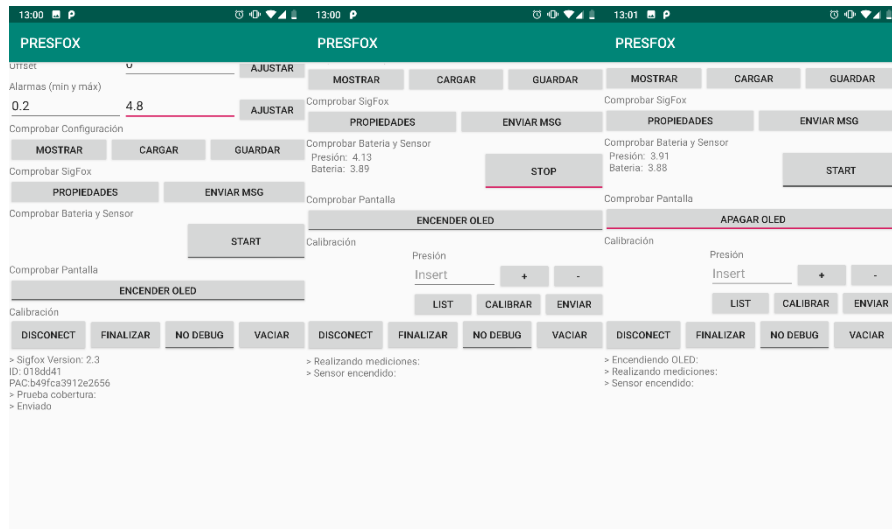 13:00
PRESFOX
Offset 0 AJUSTAR
Alarmas (min y máx)
0.2 4.8 AJUSTAR
Comprobar Configuración
MOSTRAR CARGAR GUARDAR
Comprobar SigFox
PROPIEDADES ENVIAR MSG
Comprobar Bateria y Sensor
START
Comprobar Pantalla
ENCENDER OLED
Calibración
DISCONECT FINALIZAR NO DEBUG VACIAR
> Sigfox Version: 2.3
ID: 018dd41
PAC:b49fca3912e2656
> Prueba cobertura:
> Enviado
13:00
PRESFOX
MOSTRAR CARGAR GUARDAR
Comprobar SigFox
PROPIEDADES ENVIAR MSG
Comprobar Bateria y Sensor
Presión: 4.13
Bateria: 3.89
STOP
Comprobar Pantalla
ENCENDER OLED
Calibración
Presión
Insert + -
LIST CALIBRAR ENVIAR
DISCONECT FINALIZAR NO DEBUG VACIAR
> Realizando mediciones:
> Sensor encendido:
13:01
PRESFOX
MOSTRAR CARGAR GUARDAR
Comprobar SigFox
PROPIEDADES ENVIAR MSG
Comprobar Bateria y Sensor
Presión: 3.91
Bateria: 3.88
START
Comprobar Pantalla
APAGAR OLED
Calibración
Presión
Insert + -
LIST CALIBRAR ENVIAR
DISCONECT FINALIZAR NO DEBUG VACIAR
> Encendiendo OLED:
> Realizando mediciones:
> Sensor encendido: